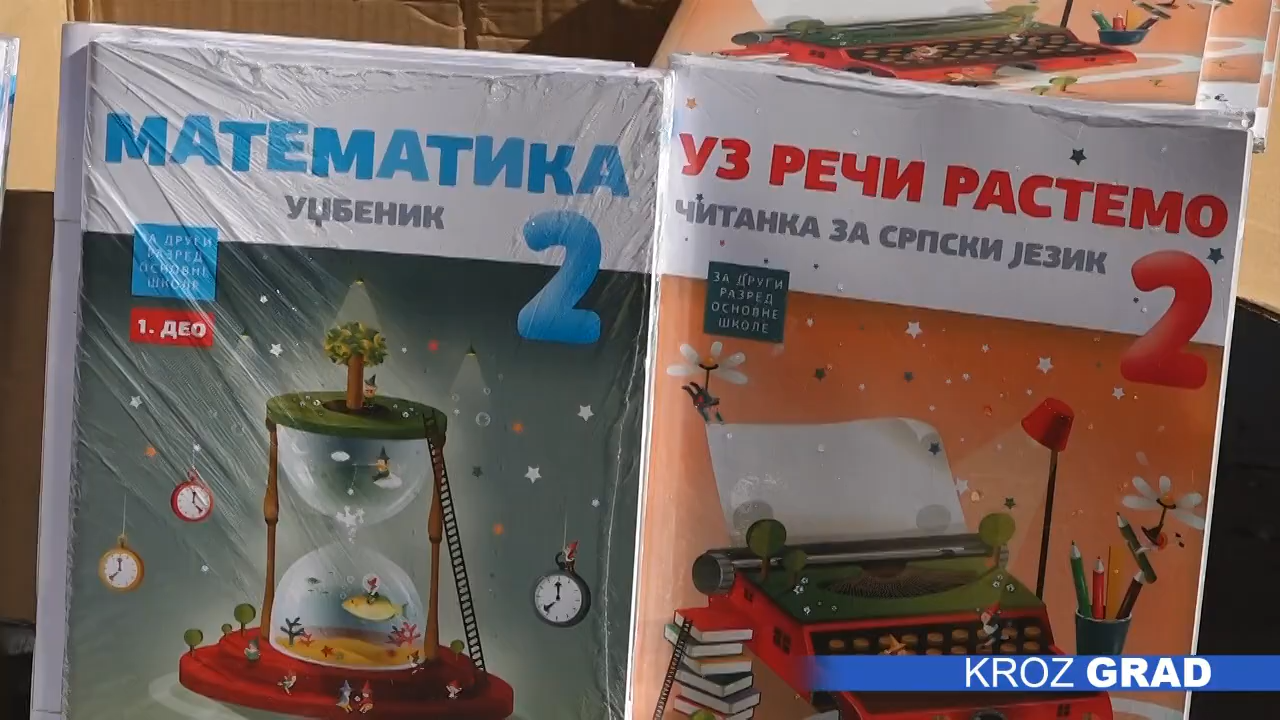 МАТЕМАТИКА
УЏБЕНИК
2
ЗА ДРУГИ
РАЗРЕД
ОСНОВНЕ
ШКОЛЕ
1. ДЕО
УЗ РЕЧИ РАСТЕМО
ЧИТАНКА ЗА СРПСКИ ЈЕЗИК
2
ЗА ДРУГИ
РАЗРЕД
ОСНОВНЕ
ШКОЛЕ
KROZ GRAD